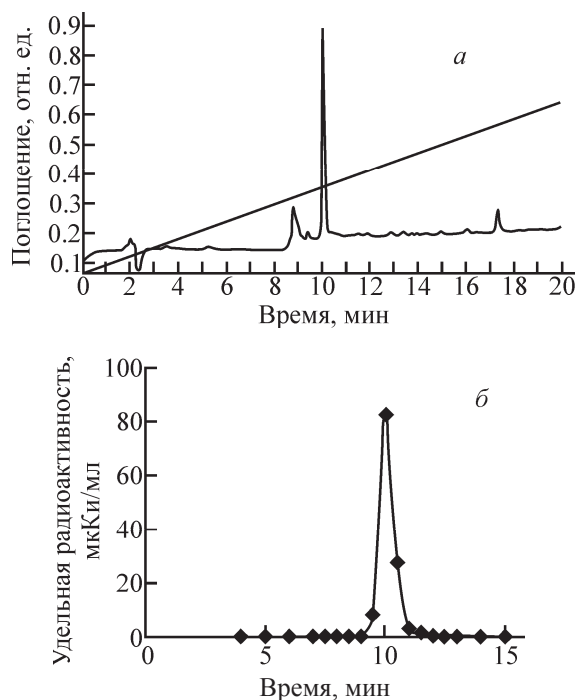 Поглощение, отн. ед.
а
0.9
0.8
0.7
0.6
0.5
0.4
0.3
0.2
0.1
0 2 4 6 8 10 12 14 16 18 20
Время, мин
Удельная радиоактивность,
мкКи/мл
б
100
80
60
40
20
0
0 5 10 15
Время, мин